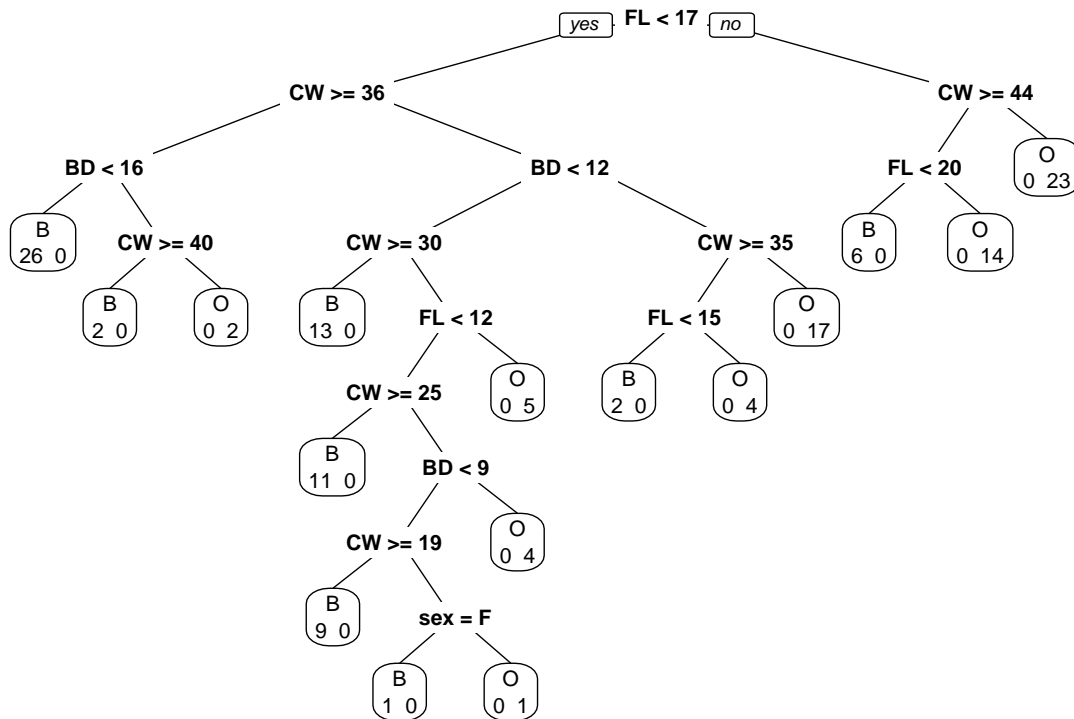 yes FL < 17 no
CW >= 36 CW >= 44
BD < 16 BD < 12 FL < 20 O
0 23
B
26 0
CW >= 40 CW >= 30 CW >= 35 B
6 0
O
0 14
B
2 0
O
0 2
B
13 0
FL < 12 FL < 15 O
0 17
CW >= 25 O
0 5
B
2 0
O
0 4
B
11 0
BD < 9
CW >= 19 O
0 4
B
9 0
sex = F
B
1 0
O
0 1